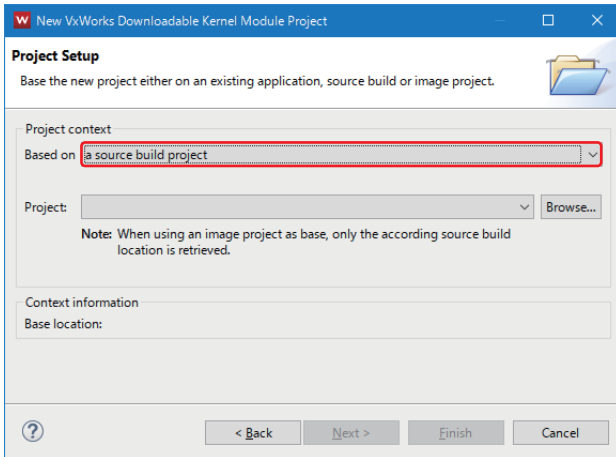 W New VxWorks Downloadable Kernel Module Project
Project Setup
Base the new project either on an existing application, source build or image project.
Project context
Based on a source build project
Project: Browse...
Note: When using an image project as base, only the according source build
location is retrieved.
Context information
Base location:
? < Back Next > Finish Cancel